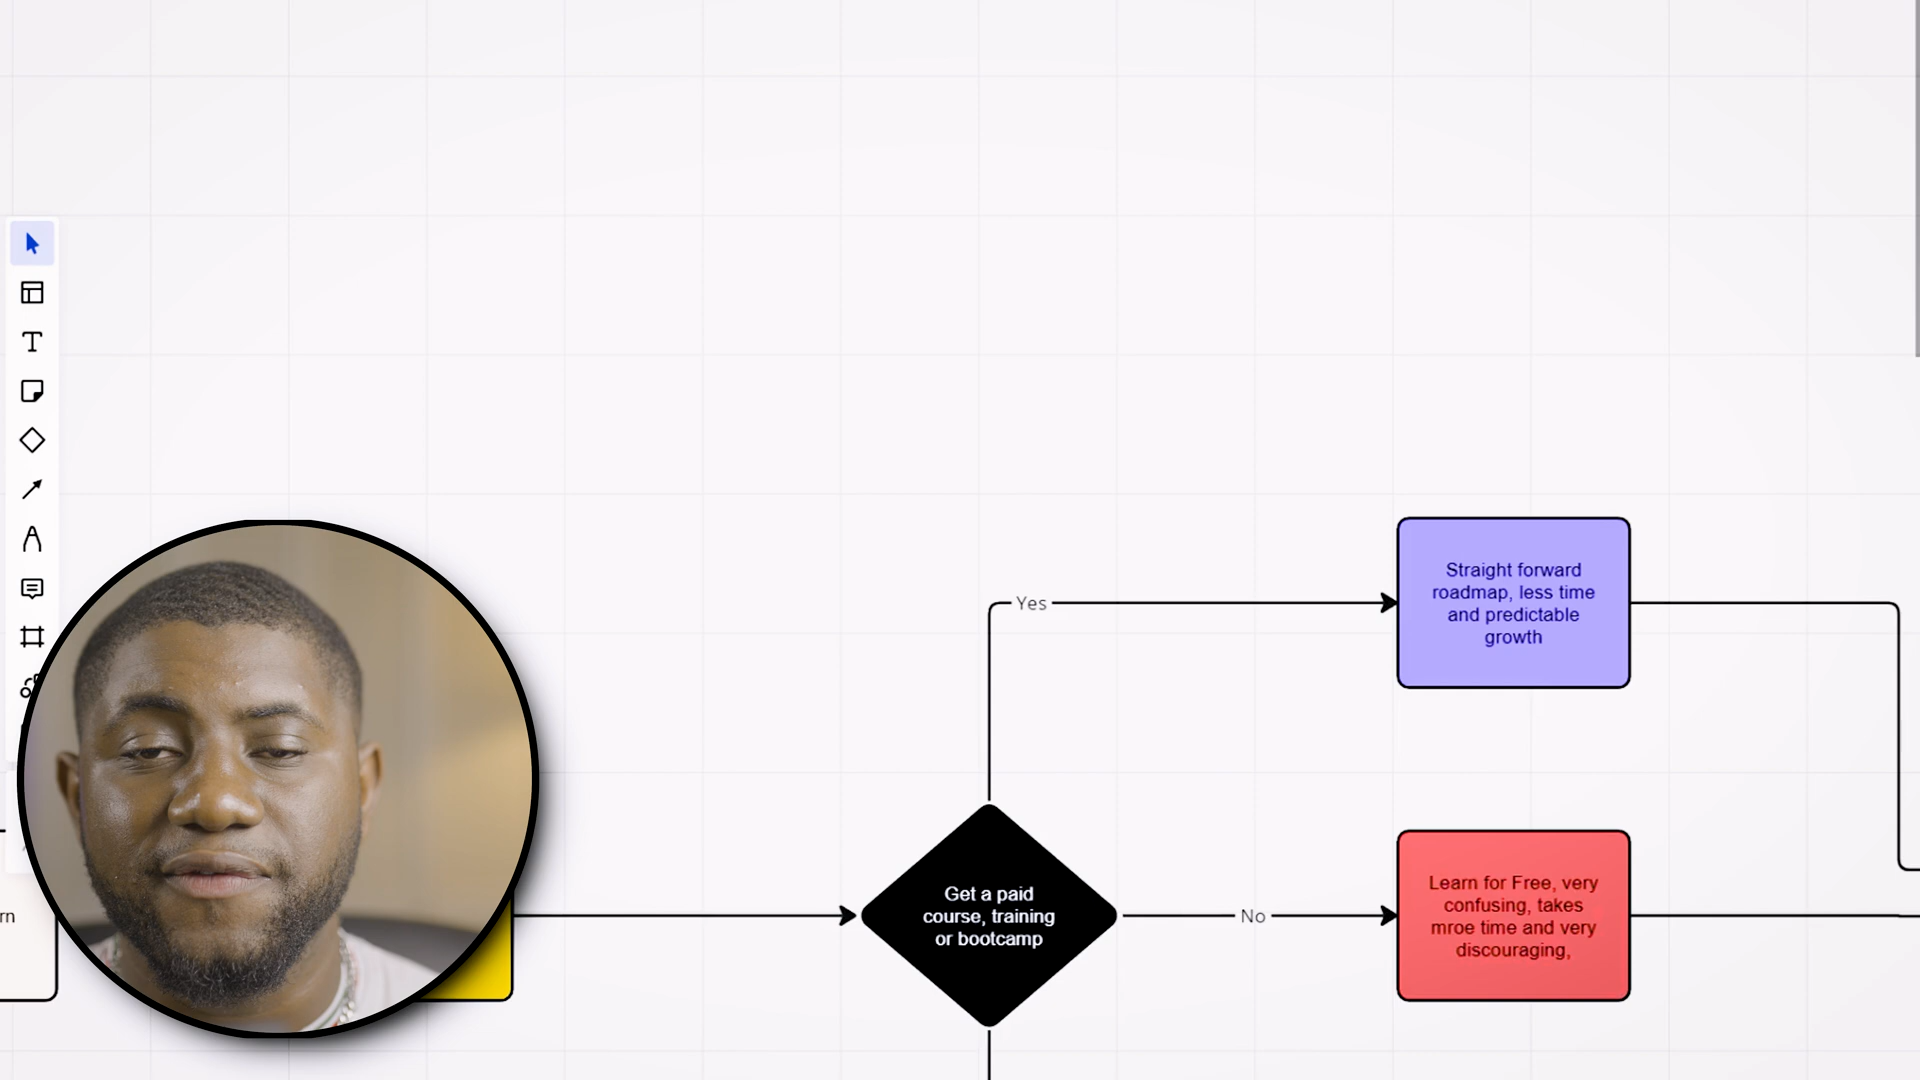 Yes
Straight forward
roadmap, less time
and predictable
growth
rn
Get a paid
course, training
or bootcamp
No
Learn for Free, very
confusing, takes
mroe time and very
discouraging,